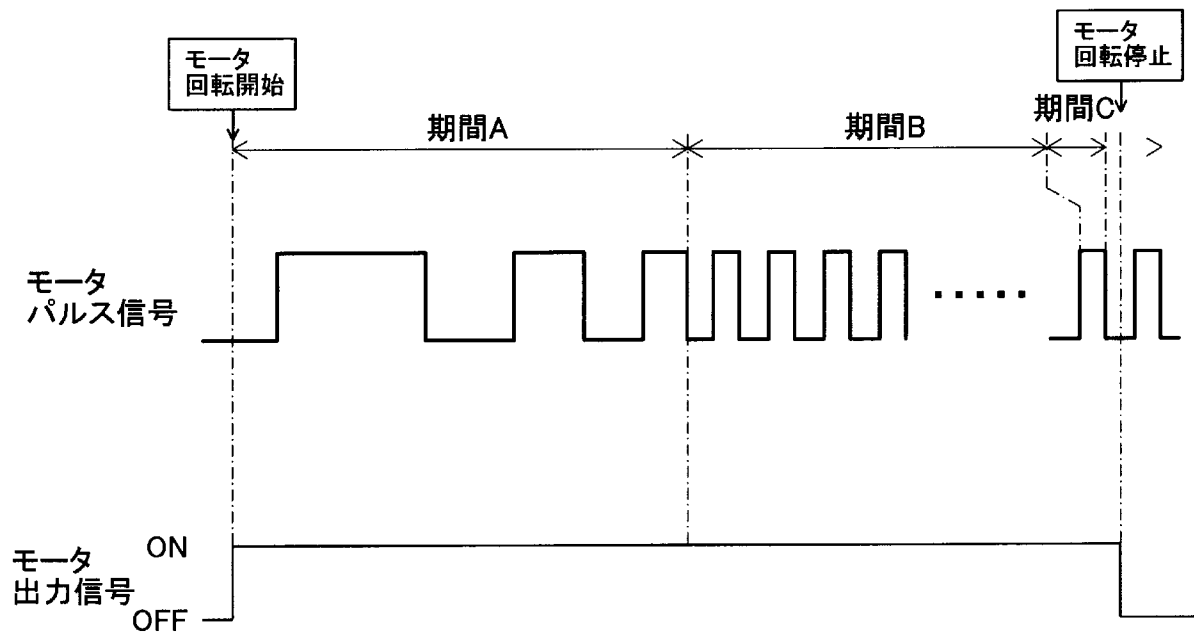 モータ
回転開始
モータ
回転停止
期間A
期間B
期間C
モータ
パルス信号
モータ
出力信号
ON
OFF